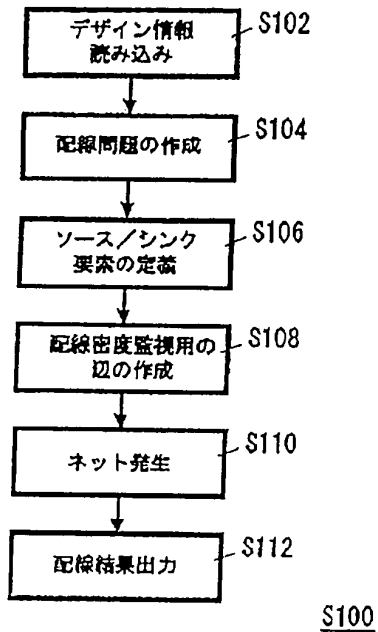 デザイン情報
読み込み
S102
配線問題の作成
S104
ソース/シンク
要素の定義
S106
配線密度監視用の
辺の作成
S108
ネット発生
S110
配線結果出力
S112
S100